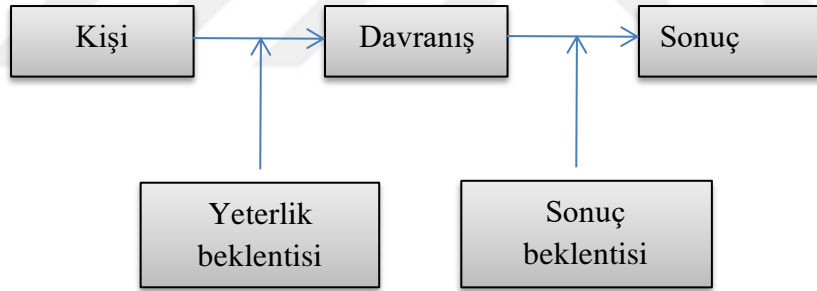 Kişi
Davranış
Sonuç
Yeterlik
beklentisi
Sonuç
beklentisi